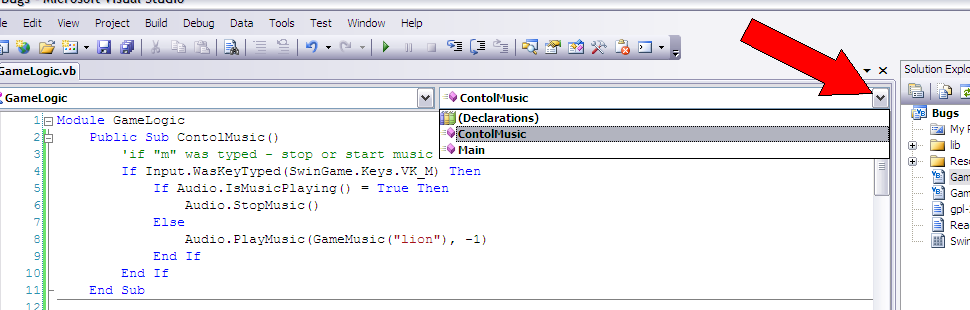 Bugs - Microsoft Visual Studio
File Edit View Project Build Debug Data Tools Test Window Help
GameLogic.vb
Solution Explo
GameLogic
ContolMusic
(Declarations)
ContolMusic
Main
1 Module GameLogic
2 Public Sub ContolMusic()
3 'if "m" was typed - stop or start music
4 If Input.WasKeyTyped(SwinGame.Keys.VK_M) Then
5 If Audio.IsMusicPlaying() = True Then
6 Audio.StopMusic()
7 Else
8 Audio.PlayMusic(GameMusic("lion"), -1)
9 End If
10 End If
11 End Sub
12
Bugs
My P
lib
Reso
Gam
Gam
gpl-
Rea
Swin